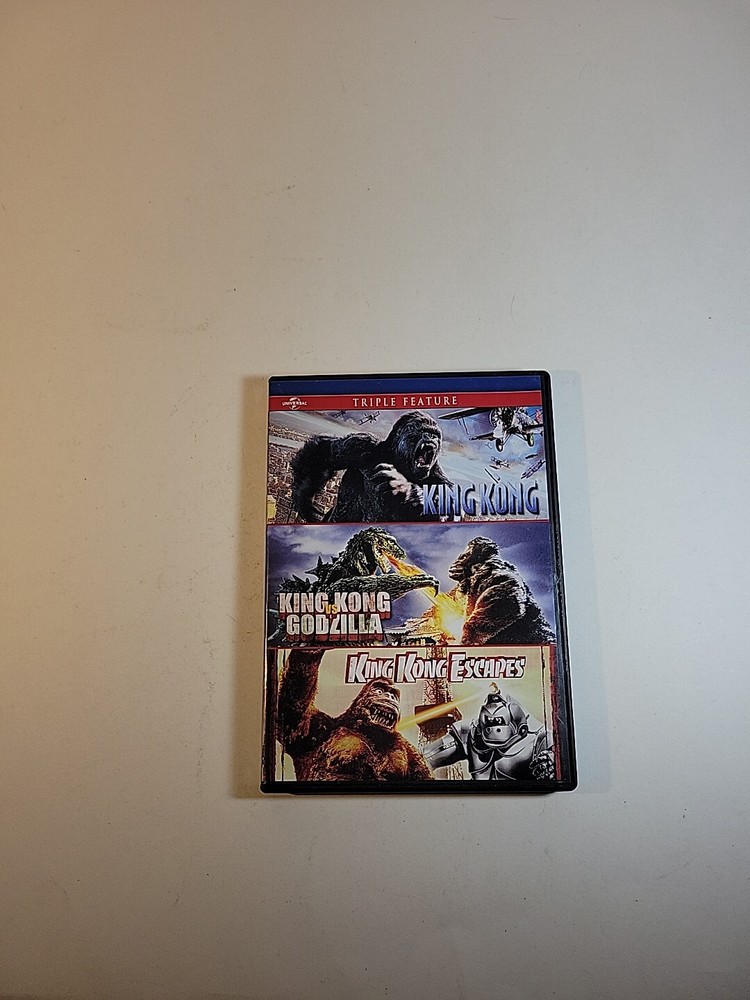 UNIVERSAL
TRIPLE FEATURE
KING KONG
KING KONG
VS
GODZILLA
KING KONG ESCAPES